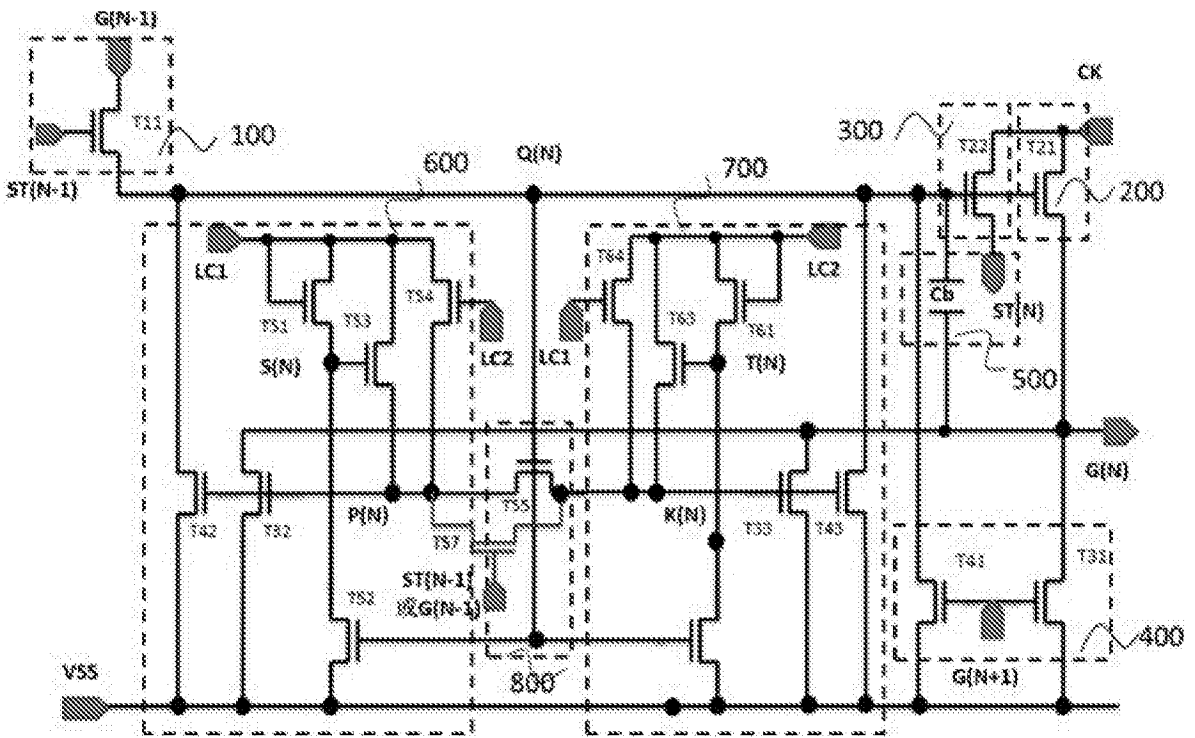 G(N-1)
CK
T11
100
300
T22
T21
ST(N-1)
600
Q(N)
700
200
LC1
T64
LC2
T51
T53
T54
T63
T61
Cb
ST(N)
S(N)
LC2
LC1
T(N)
500
G(N)
T42
T32
P(N)
T55
K(N)
T33
T43
T57
ST(N-1)
或G(N-1)
T41
T31
T52
400
VSS
800
G(N+1)